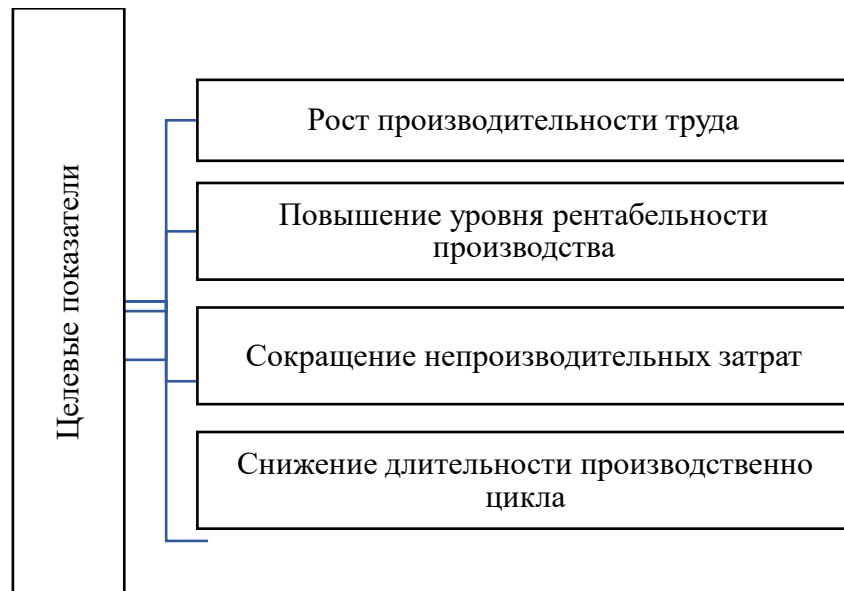 Целевые показатели
Рост производительности труда
Повышение уровня рентабельности
производства
Сокращение непроизводительных затрат
Снижение длительности производственно
цикла